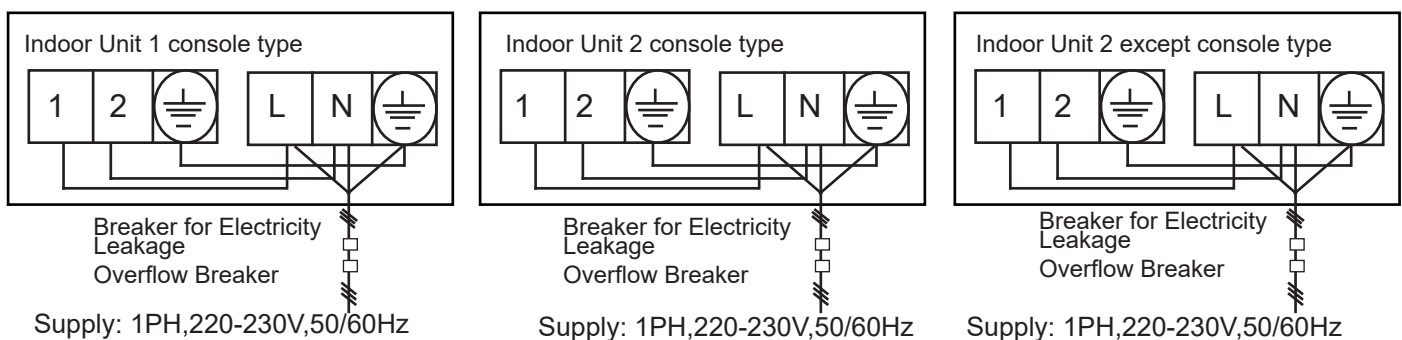 Indoor Unit 1 console type
1 2 L N
Breaker for Electricity
Leakage
Overflow Breaker
Supply: 1PH,220-230V,50/60Hz
Indoor Unit 2 console type
1 2 L N
Breaker for Electricity
Leakage
Overflow Breaker
Supply: 1PH,220-230V,50/60Hz
Indoor Unit 2 except console type
1 2 L N
Breaker for Electricity
Leakage
Overflow Breaker
Supply: 1PH,220-230V,50/60Hz